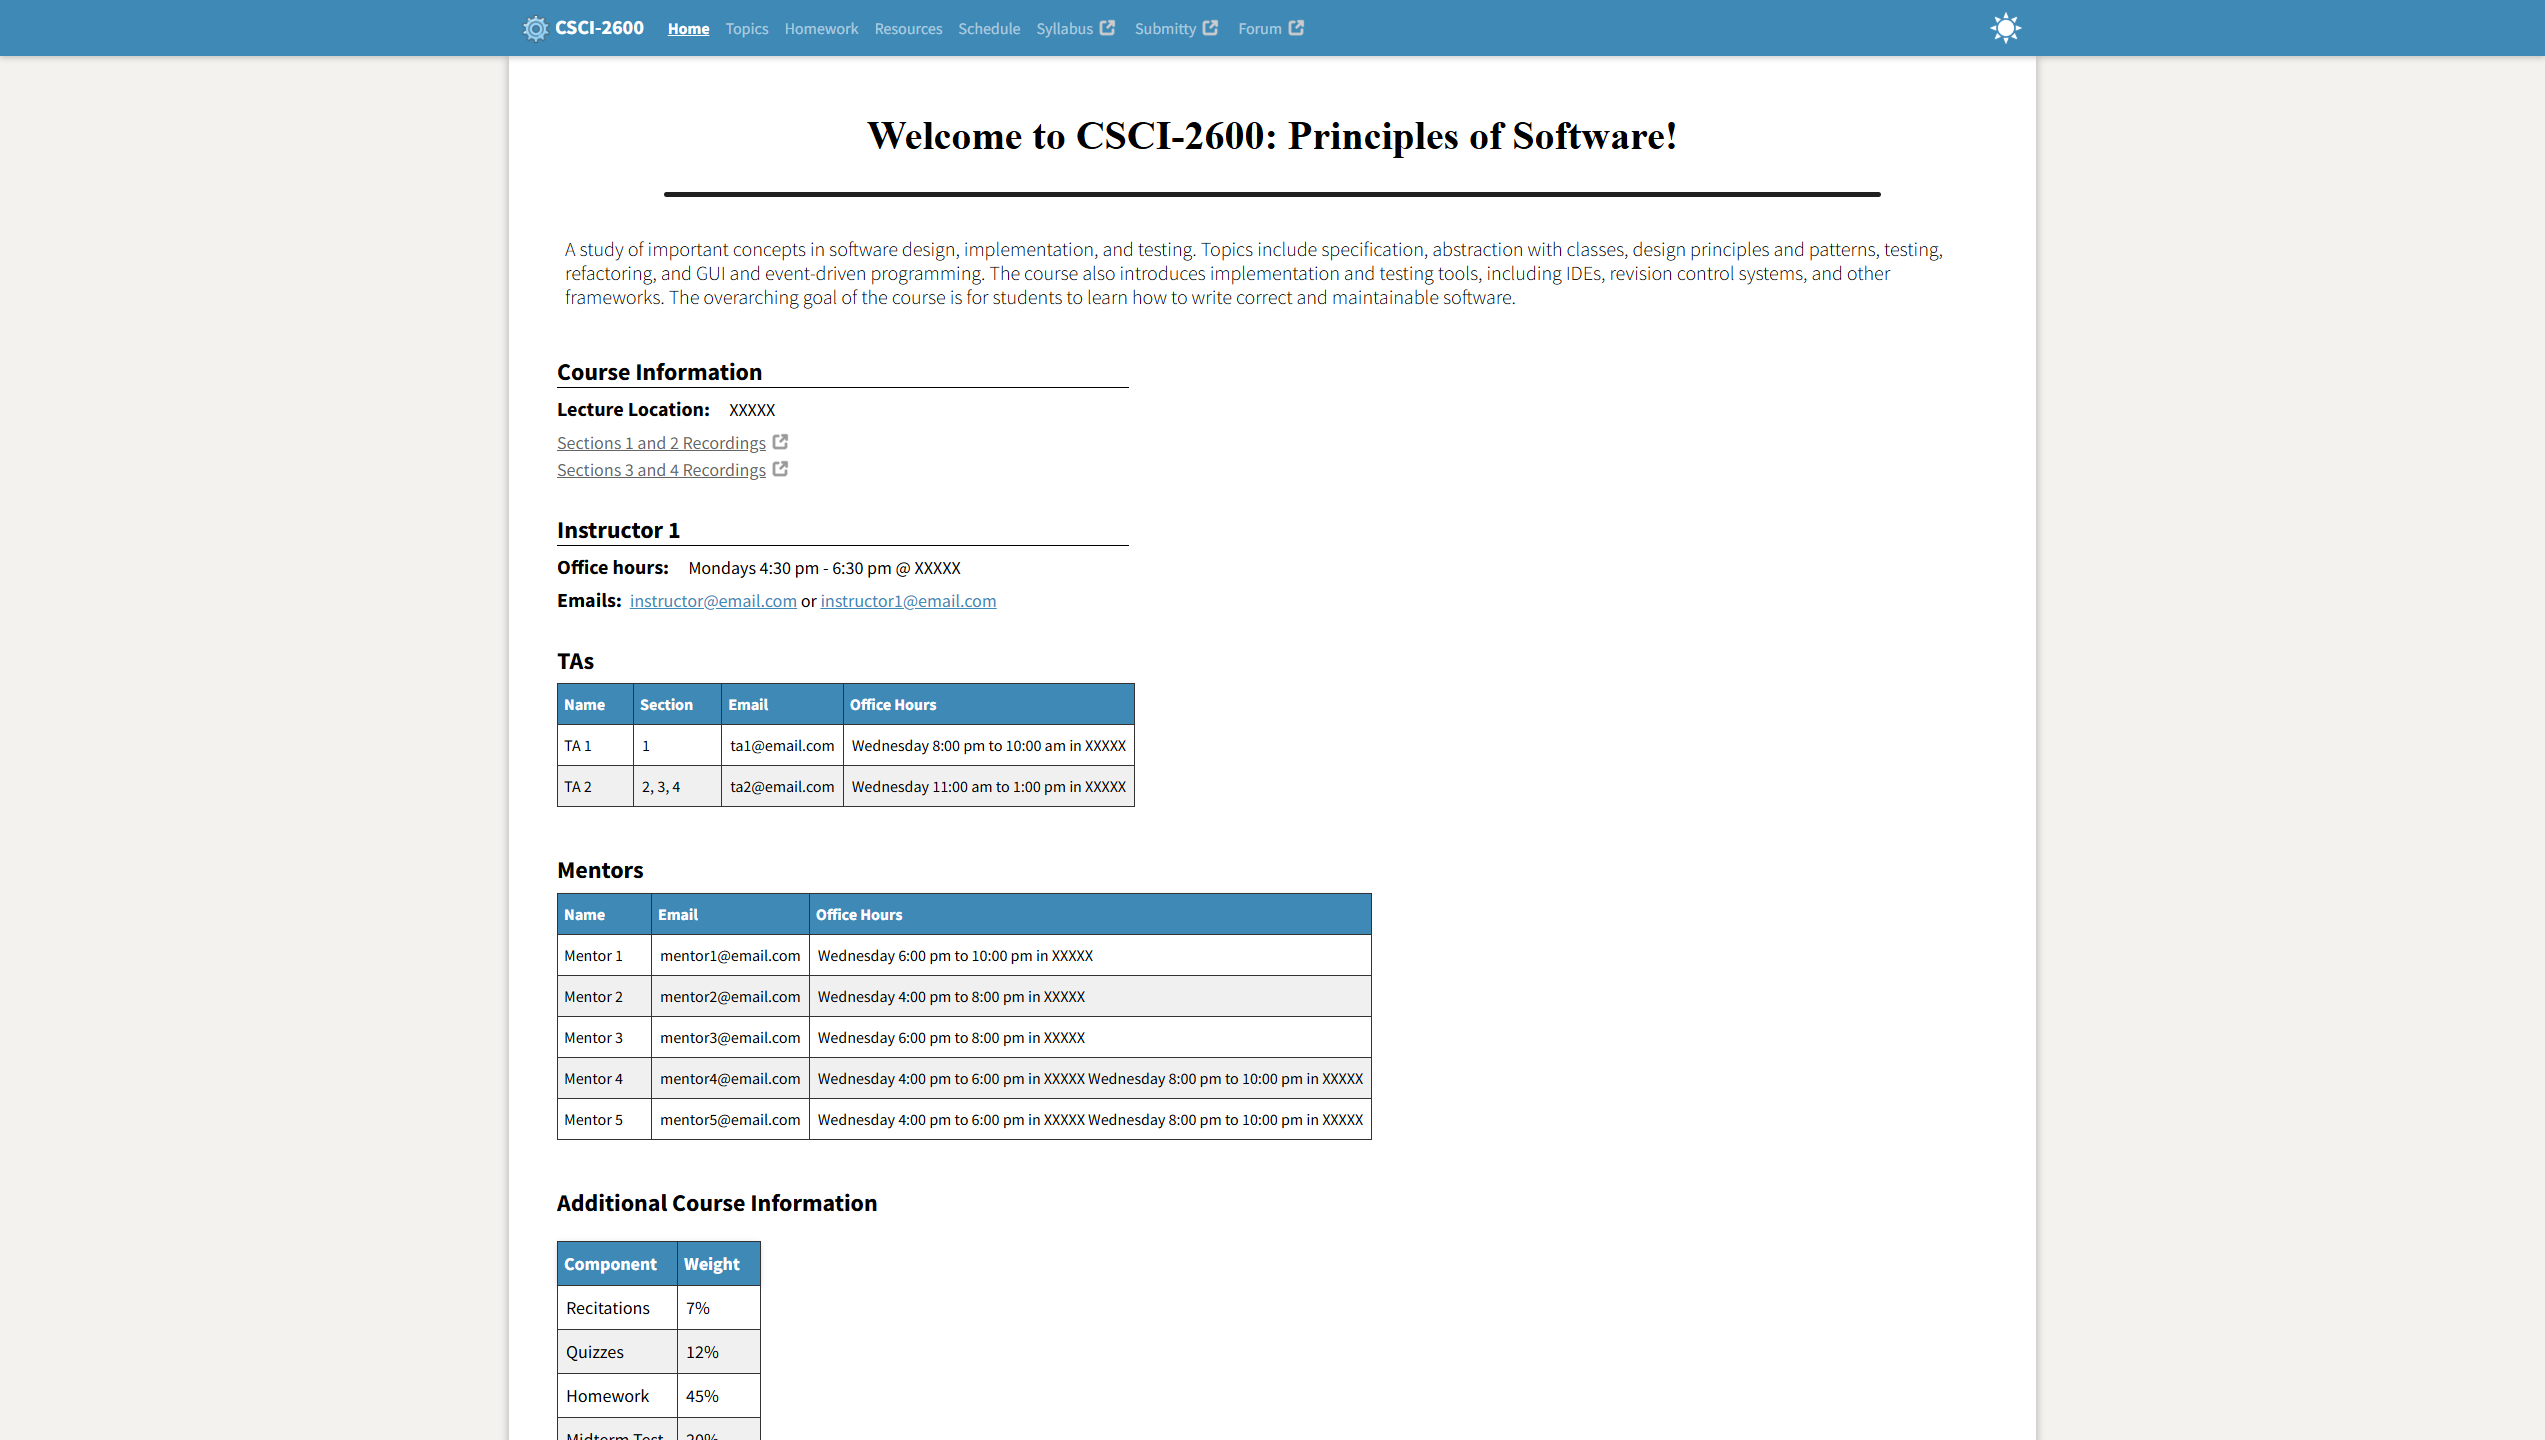 CSCI-2600 Home Topics Homework Resources Schedule Syllabus Submitty Forum
Welcome to CSCI-2600: Principles of Software!
A study of important concepts in software design, implementation, and testing. Topics include specification, abstraction with classes, design principles and patterns, testing,
refactoring, and GUI and event-driven programming. The course also introduces implementation and testing tools, including IDEs, revision control systems, and other
frameworks. The overarching goal of the course is for students to learn how to write correct and maintainable software.
Course Information
Lecture Location: XXXXX
Sections 1 and 2 Recordings
Sections 3 and 4 Recordings
Instructor 1
Office hours: Mondays 4:30 pm - 6:30 pm @ XXXXX
Emails: instructor@email.com or instructor1@email.com
TAs
Name Section Email Office Hours
TA 1 1 ta1@email.com Wednesday 8:00 pm to 10:00 am in XXXXX
TA 2 2, 3, 4 ta2@email.com Wednesday 11:00 am to 1:00 pm in XXXXX
Mentors
Name Email Office Hours
Mentor 1 mentor1@email.com Wednesday 6:00 pm to 10:00 pm in XXXXX
Mentor 2 mentor2@email.com Wednesday 4:00 pm to 8:00 pm in XXXXX
Mentor 3 mentor3@email.com Wednesday 6:00 pm to 8:00 pm in XXXXX
Mentor 4 mentor4@email.com Wednesday 4:00 pm to 6:00 pm in XXXXX Wednesday 8:00 pm to 10:00 pm in XXXXX
Mentor 5 mentor5@email.com Wednesday 4:00 pm to 6:00 pm in XXXXX Wednesday 8:00 pm to 10:00 pm in XXXXX
Additional Course Information
Component Weight
Recitations 7%
Quizzes 12%
Homework 45%
Midterm Test 20%